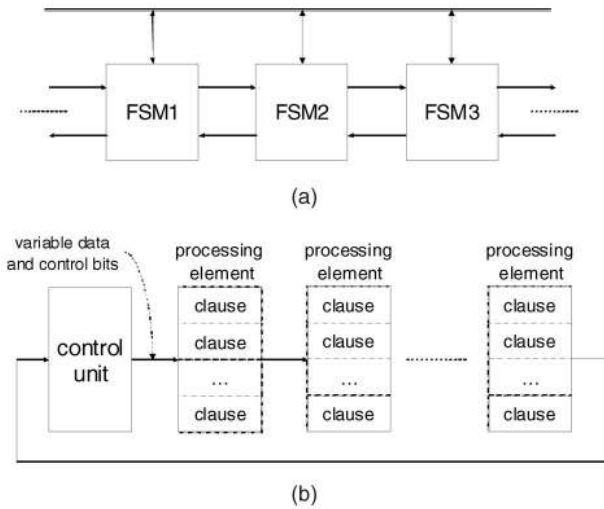 FSM1 FSM2 FSM3
(a)
variable data
and control bits
processing
element
processing
element
processing
element
control
unit
clause
clause
...
clause
clause
clause
...
clause
clause
clause
...
clause
(b)